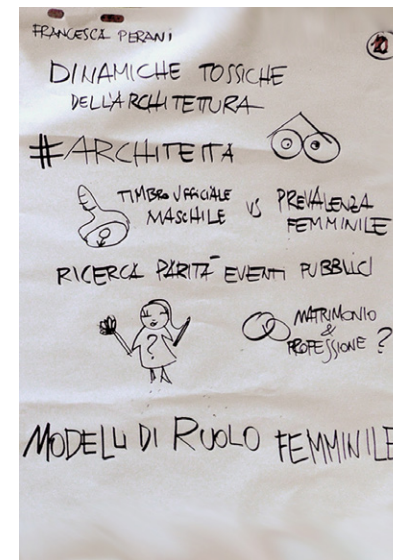 FRANCESCA PERANI
20
DINAMICHE TOSSICHE
DELL'ARCHITETTURA
#ARCHITETTA
TIMBRO UFFICIALE
MASCHILE
VS
PREVALENZA
FEMMINILE
RICERCA PARITÀ EVENTI PUBBLICI
?
MATRIMONIO
&
PROFESSIONE ?
MODELLI DI RUOLO FEMMINILE